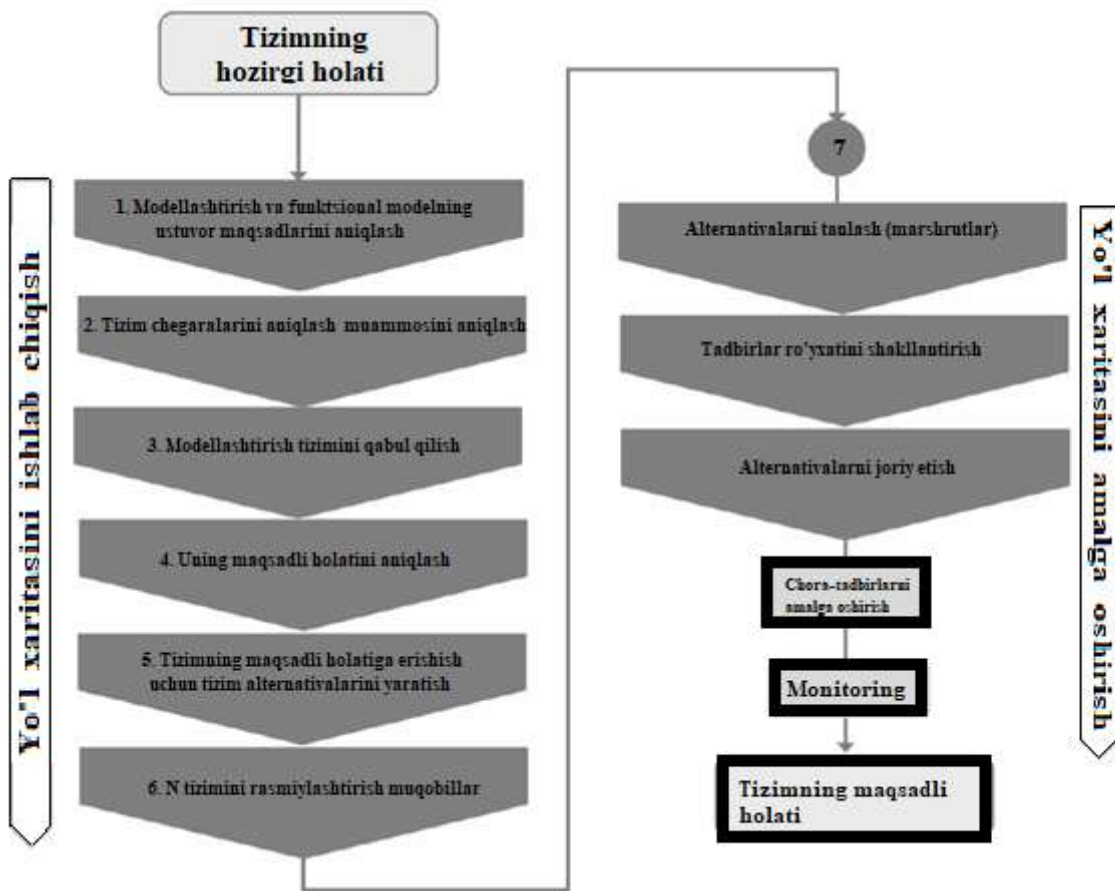 Tizimning
hozirgi holati
Yo'l xaritasini ishlab chiqish
1. Modellashtirish va funktsional modelning
ustuvor maqsadlarini aniqlash
2. Tizim chegaralarini aniqlash muammosini aniqlash
3. Modellashtirish tizimini qabul qilish
4. Uning maqsadli holatini aniqlash
5. Tizimning maqsadli holatiga erishish
uchun tizim alternativalarini yaratish
6. N tizimini rasmiylashtirish muqobillar
7
Alternativalarni tanlash (marshrutlar)
Tadbirlar ro'yxatini shakllantirish
Alternativalarni joriy etish
Chora-tadbirlarni
amalga oshirish
Monitoring
Tizimning maqsadli
holati
Yo'l xaritasini amalga oshirish